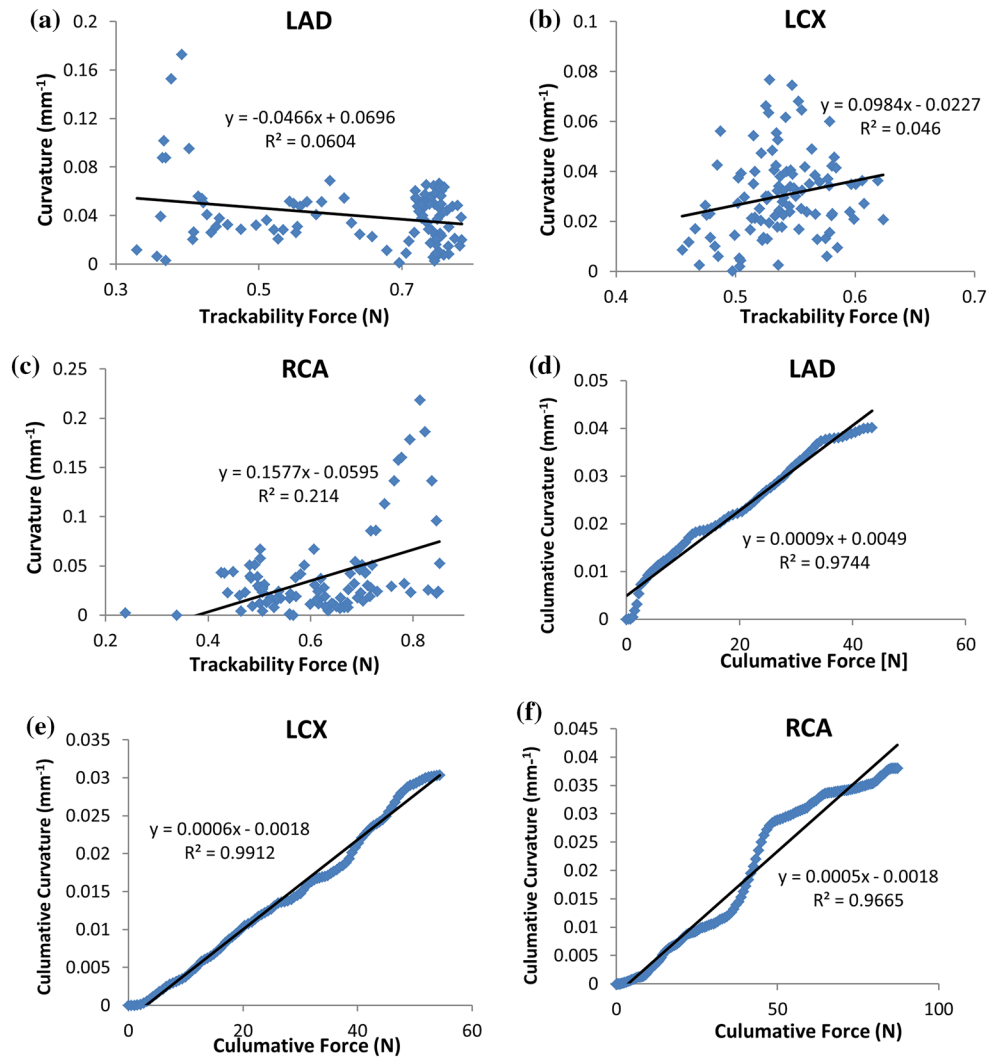 (a)
LAD
Curvature (mm⁻¹)
0.2
0.16
0.12
0.08
0.04
0
y = -0.0466x + 0.0696
R² = 0.0604
0.3
0.5
0.7
Trackability Force (N)
(b)
LCX
Curvature (mm⁻¹)
0.1
0.08
0.06
0.04
0.02
0
y = 0.0984x - 0.0227
R² = 0.046
0.4
0.5
0.6
0.7
Trackability Force (N)
(c)
RCA
Curvature (mm⁻¹)
0.25
0.2
0.15
0.1
0.05
0
y = 0.1577x - 0.0595
R² = 0.214
0.2
0.4
0.6
0.8
Trackability Force (N)
(d)
LAD
Culumative Curvature (mm⁻¹)
0.05
0.04
0.03
0.02
0.01
0
y = 0.0009x + 0.0049
R² = 0.9744
0
20
40
60
Culumative Force [N]
(e)
LCX
Culumative Curvature (mm⁻¹)
0.035
0.03
0.025
0.02
0.015
0.01
0.005
0
y = 0.0006x - 0.0018
R² = 0.9912
0
20
40
60
Culumative Force (N)
(f)
RCA
Culumative Curvature (mm-¹)
0.045
0.04
0.035
0.03
0.025
0.02
0.015
0.01
0.005
0
y = 0.0005x - 0.0018
R² = 0.9665
0
50
100
Culumative Force (N)